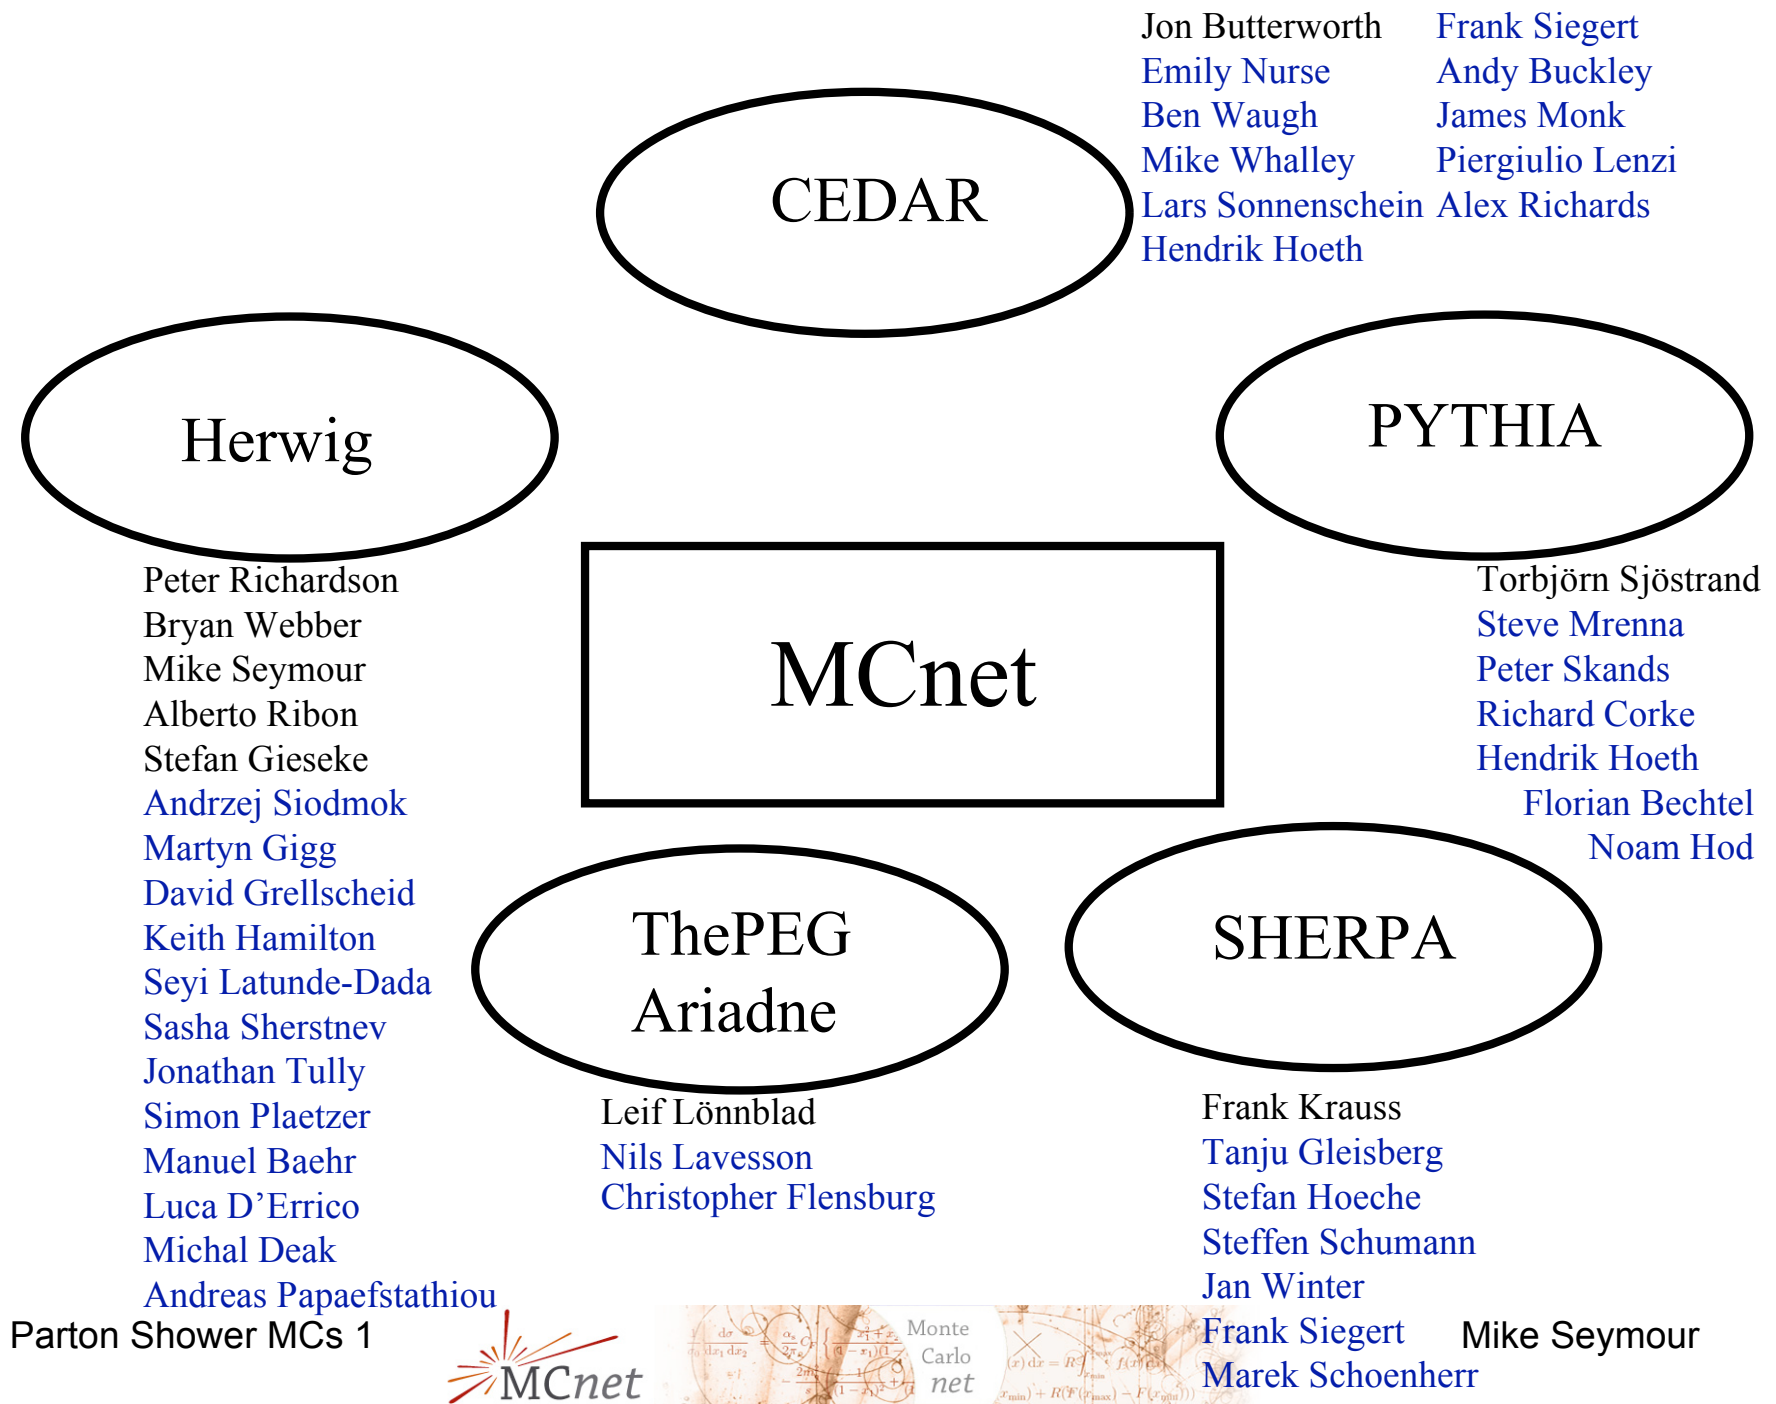 Jon Butterworth Frank Siegert
Emily Nurse Andy Buckley
Ben Waugh James Monk
Mike Whalley Piergiulio Lenzi
Lars Sonnenschein Alex Richards
Hendrik Hoeth
CEDAR
Herwig
PYTHIA
MCnet
Peter Richardson
Bryan Webber
Mike Seymour
Alberto Ribon
Stefan Gieseke
Andrzej Siodmok
Martyn Gigg
David Grellscheid
Keith Hamilton
Seyi Latunde-Dada
Sasha Sherstnev
Jonathan Tully
Simon Plaetzer
Manuel Baehr
Luca D’Errico
Michal Deak
Andreas Papaefstathiou
Torbjörn Sjöstrand
Steve Mrenna
Peter Skands
Richard Corke
Hendrik Hoeth
Florian Bechtel
Noam Hod
ThePEG
Ariadne
Leif Lönnblad
Nils Lavesson
Christopher Flensburg
SHERPA
Frank Krauss
Tanju Gleisberg
Stefan Hoeche
Steffen Schumann
Jan Winter
Frank Siegert
Marek Schoenherr
Parton Shower MCs 1
MCnet
Monte
Carlo
net
Mike Seymour